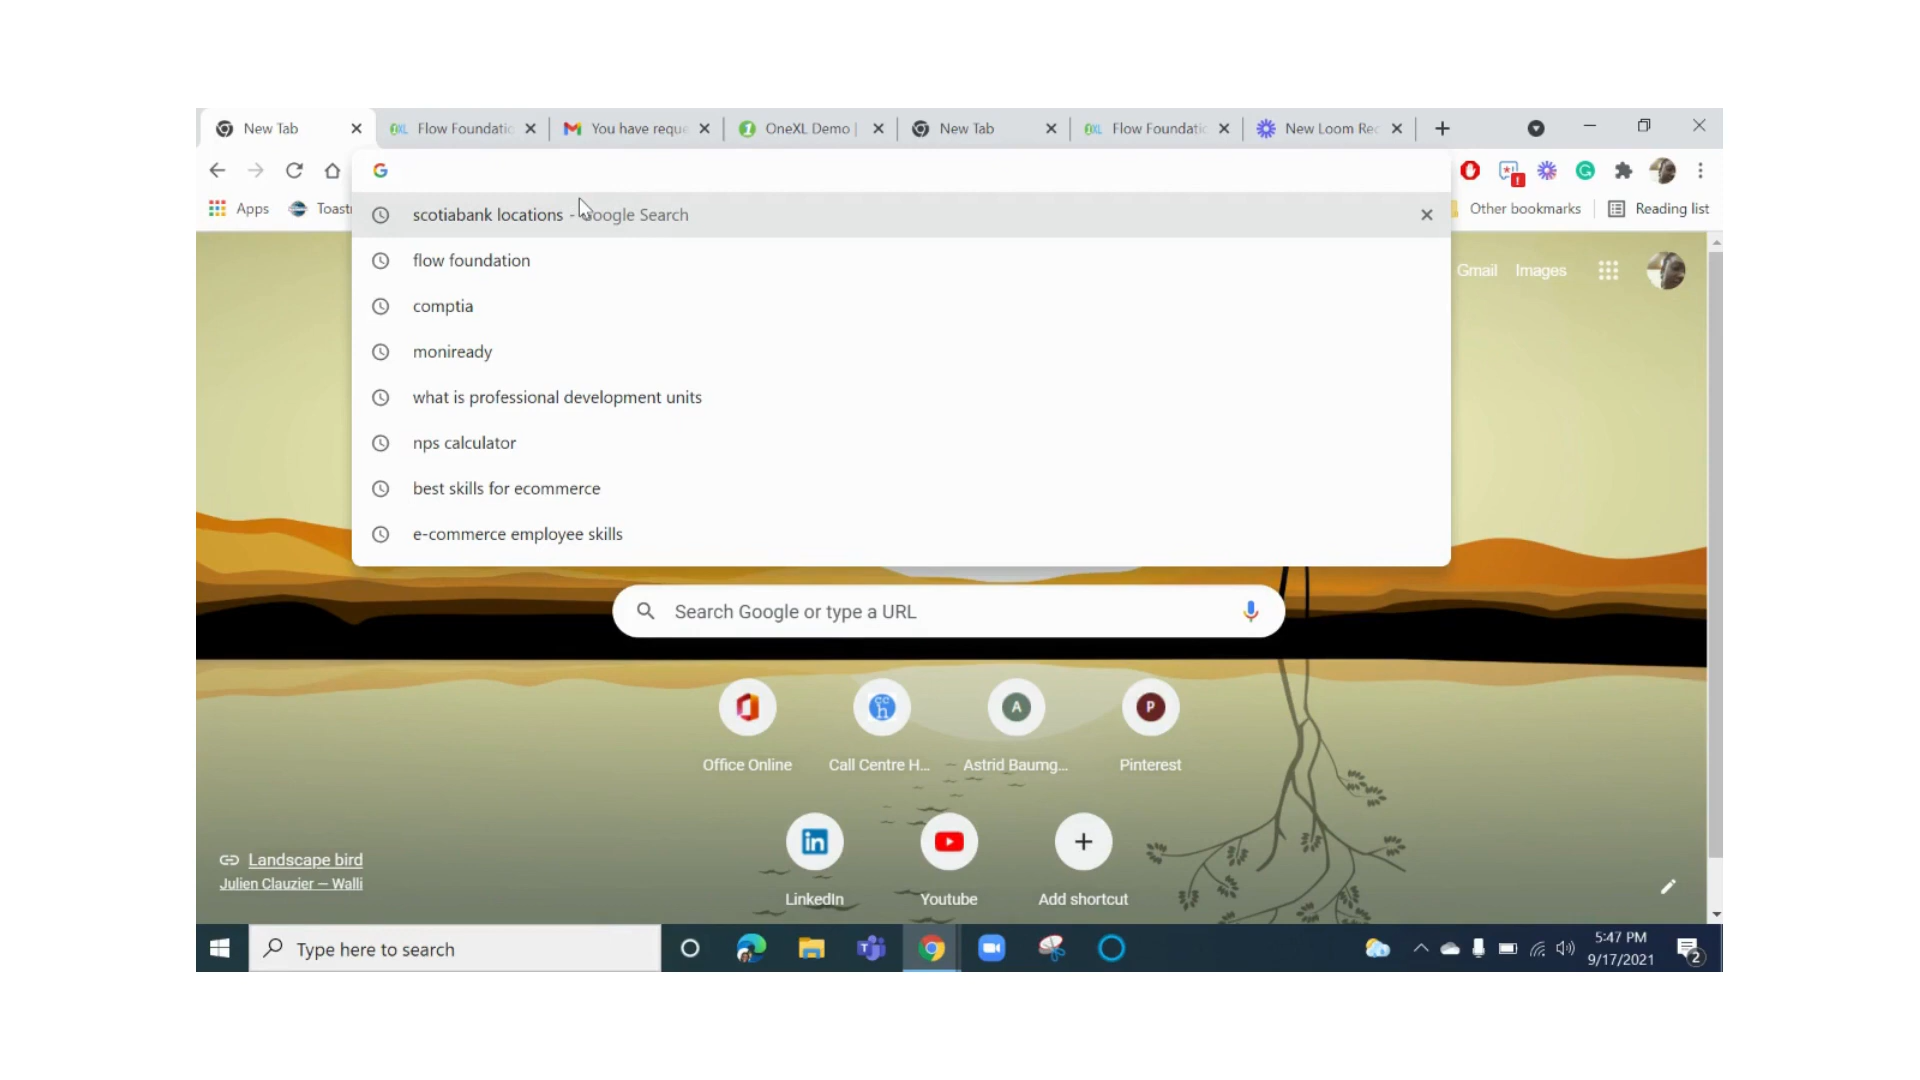 New Tab
Flow Foundatic
You have reque
OneXL Demo |
New Tab
Flow Foundatic
New Loom Rec
Apps
Toast
Other bookmarks
Reading list
scotiabank locations - Google Search
flow foundation
comptia
moniready
what is professional development units
nps calculator
best skills for ecommerce
e-commerce employee skills
Gmail
Images
Search Google or type a URL
A
P
Office Online
Call Centre H...
Astrid Baumg...
Pinterest
in
LinkedIn
Youtube
Add shortcut
Landscape bird
Julien Clauzier — Walli
Type here to search
5:47 PM
9/17/2021
2